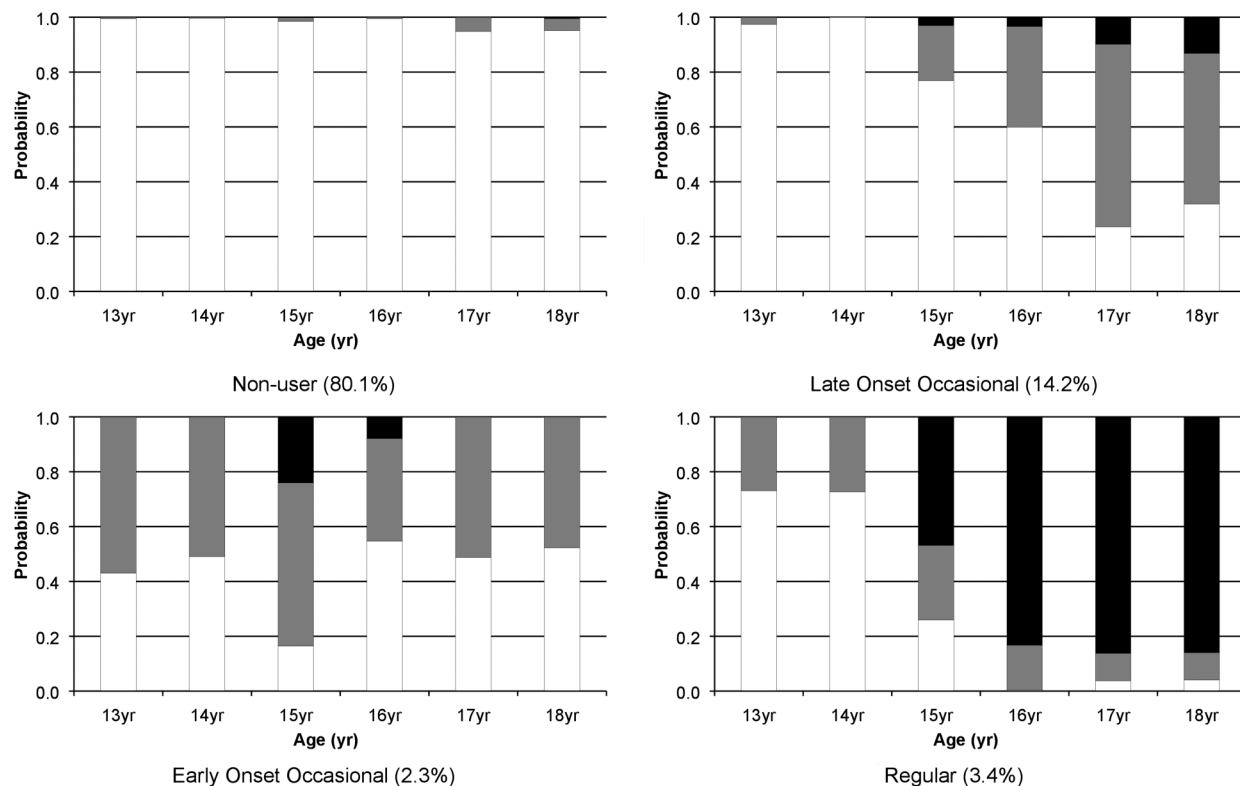 1.0
0.8
0.6
0.4
0.2
0.0
Probability
13yr 14yr 15yr 16yr 17yr 18yr
Age (yr)
Non-user (80.1%)
1.0
0.8
0.6
0.4
0.2
0.0
Probability
13yr 14yr 15yr 16yr 17yr 18yr
Age (yr)
Late Onset Occasional (14.2%)
1.0
0.8
0.6
0.4
0.2
0.0
Probability
13yr 14yr 15yr 16yr 17yr 18yr
Age (yr)
Early Onset Occasional (2.3%)
1.0
0.8
0.6
0.4
0.2
0.0
Probability
13yr 14yr 15yr 16yr 17yr 18yr
Age (yr)
Regular (3.4%)